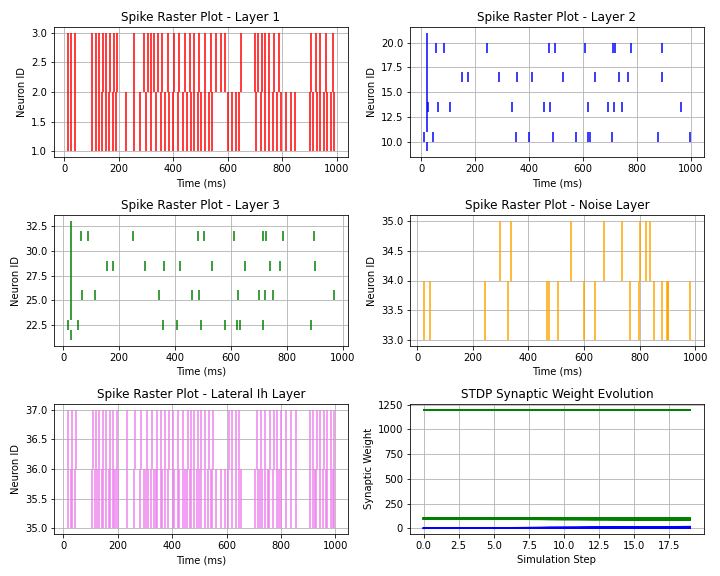 Spike Raster Plot - Layer 1
Neuron ID
3.0
2.5
2.0
1.5
1.0
0 200 400 600 800 1000
Time (ms)
Spike Raster Plot - Layer 2
Neuron ID
20.0
17.5
15.0
12.5
10.0
0 200 400 600 800 1000
Time (ms)
Spike Raster Plot - Layer 3
Neuron ID
32.5
30.0
27.5
25.0
22.5
0 200 400 600 800 1000
Time (ms)
Spike Raster Plot - Noise Layer
Neuron ID
35.0
34.5
34.0
33.5
33.0
0 200 400 600 800 1000
Time (ms)
Spike Raster Plot - Lateral Ih Layer
Neuron ID
37.0
36.5
36.0
35.5
35.0
0 200 400 600 800 1000
Time (ms)
STDP Synaptic Weight Evolution
Synaptic Weight
1250
1000
750
500
250
0
0.0 2.5 5.0 7.5 10.0 12.5 15.0 17.5
Simulation Step